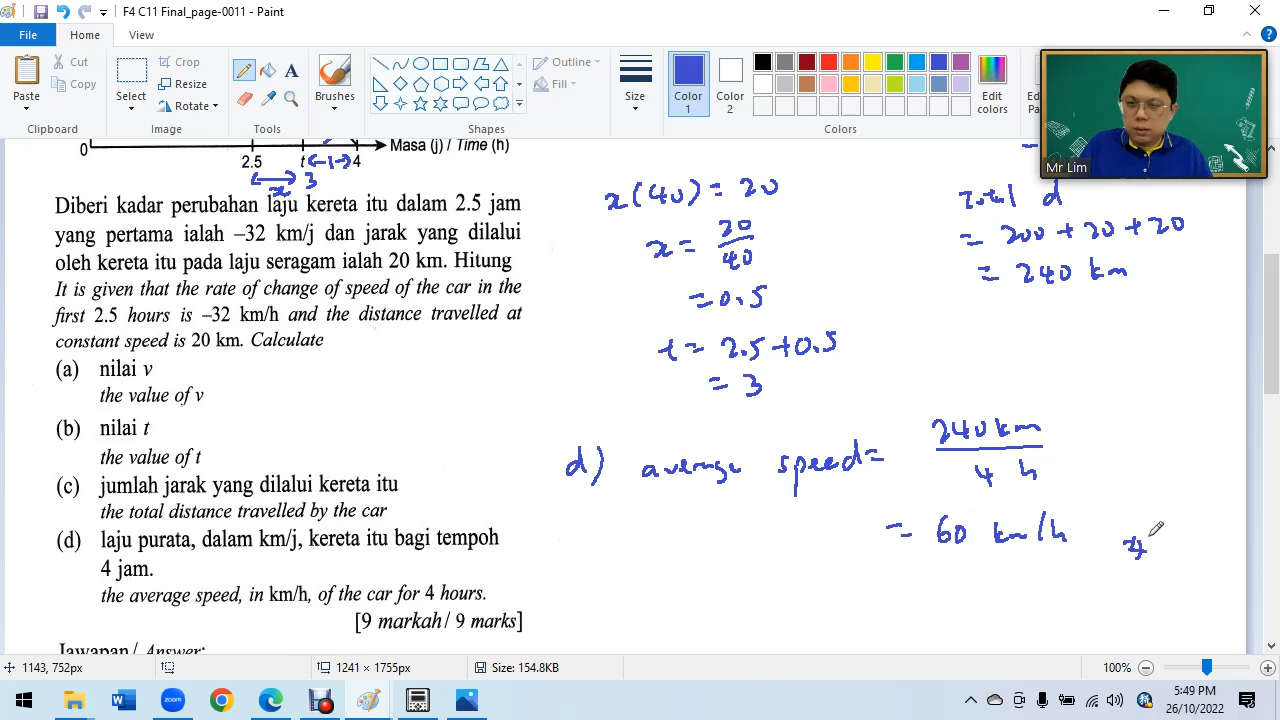 F4 C11 Final_page-0011 - Paint
File Home View
Paste
Cut
Copy
Clipboard
Select
Crop
Resize
Rotate
Image
Tools
Brushes
Outline
Fill
Shapes
Size
Color 1
Color 2
Edit colors
Colors
Mr Lim
0
Masa (j) / Time (h)
2.5 t 4
1
x 3
Diberi kadar perubahan laju kereta itu dalam 2.5 jam
yang pertama ialah –32 km/j dan jarak yang dilalui
oleh kereta itu pada laju seragam ialah 20 km. Hitung
It is given that the rate of change of speed of the car in the
first 2.5 hours is –32 km/h and the distance travelled at
constant speed is 20 km. Calculate
(a) nilai v
the value of v
(b) nilai t
the value of t
(c) jumlah jarak yang dilalui kereta itu
the total distance travelled by the car
(d) laju purata, dalam km/j, kereta itu bagi tempoh
4 jam.
the average speed, in km/h, of the car for 4 hours.
[9 markah/ 9 marks]
Jawapan/ Answer:
x(40) = 20
x = 20/40
= 0.5
t = 2.5 + 0.5
= 3
Total d
= 200 + 20 + 20
= 240 km
d) average speed = 240 km / 4 h
= 60 km/h
1143, 752px
1241 × 1755px
Size: 154.8KB
100%
zoom
5:49 PM
26/10/2022